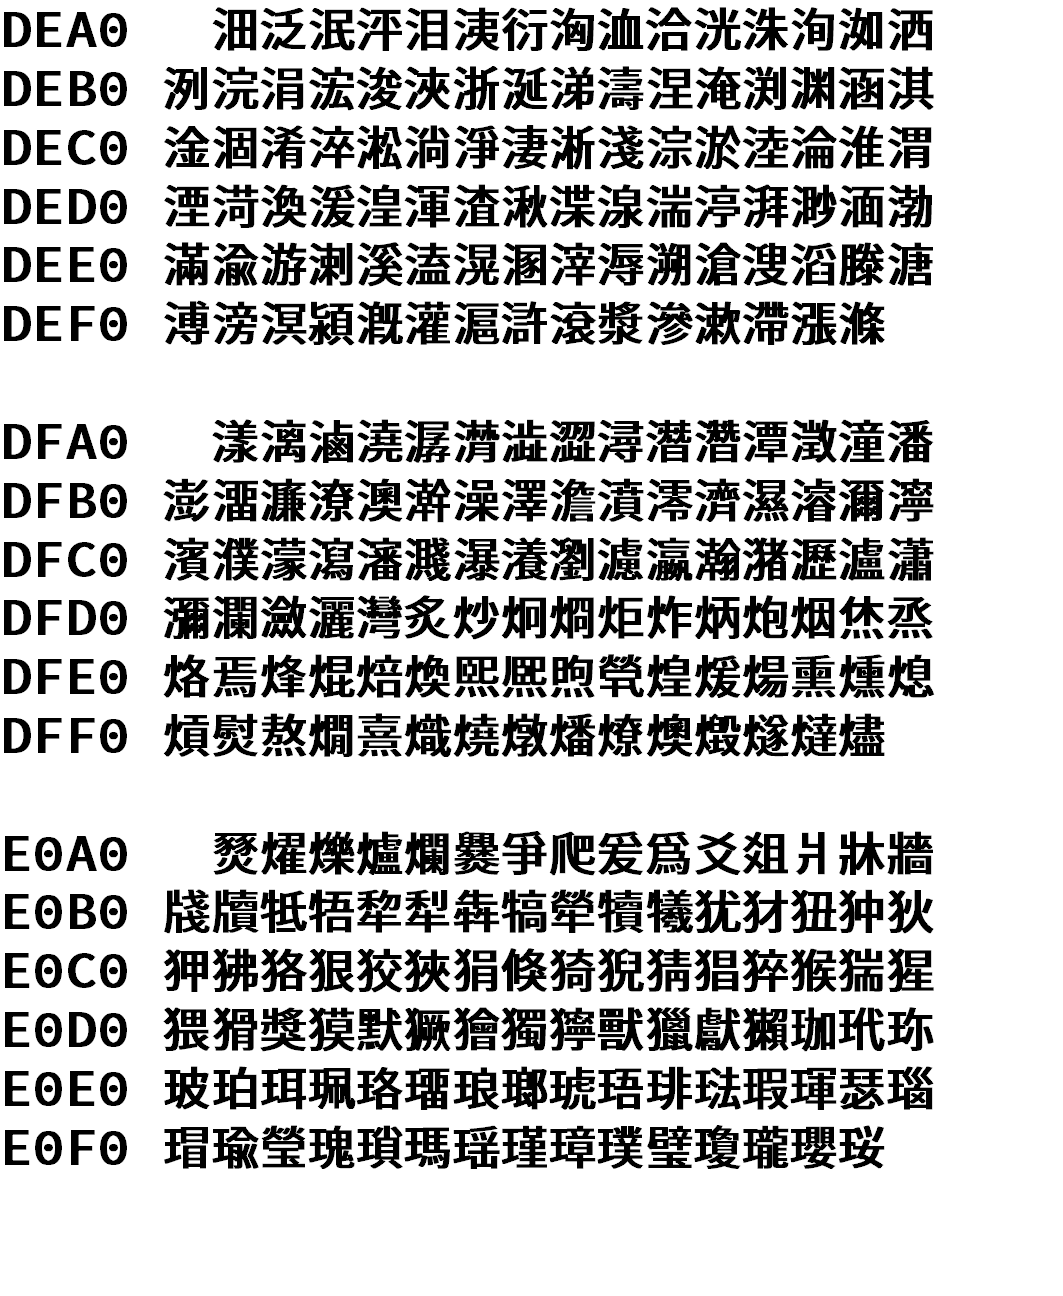 DEA0 沺泛泯泙泪洟衍洶洫洽洸洙洵洳洒
DEB0 洌浣涓浤浚浹浙涎涕濤涅淹渕渊涵淇
DEC0 淦涸淆淬淞淌淨淒淅淺淙淤淕淪淮渭
DED0 湮渮渙湲湟渾渣湫渫湶湍渟湃渺湎渤
DEE0 滿渝游溂溪溘滉溷滓溽溯滄溲滔滕溏
DEF0 溥滂溟潁漑灌滬滸滾漿滲漱滯漲滌
DFA0 漾漓滷澆潺潸澁澀潯潛濳潭澂潼潘
DFB0 澎澑濂潦澳澣澡澤澹濆澪濟濕濬濔濘
DFC0 濱濮濛瀉瀋濺瀑瀁瀏濾瀛瀚潴瀝瀘瀟
DFD0 瀰瀾瀲灑灣炙炒炯烱炬炸炳炮烟烋烝
DFE0 烙焉烽焜焙煥煕熈煦煢煌煖煬熏燻熄
DFF0 熕熨熬燗熹熾燒燉燔燎燠燬燧燵燼
E0A0 燹燿爍爐爛爨爭爬爰爲爻爼爿牀牆
E0B0 牋牘牴牾犂犁犇犒犖犢犧犹犲狃狆狄
E0C0 狎狒狢狠狡狹狷倏猗猊猜猖猝猴猯猩
E0D0 猥猾獎獏默獗獪獨獰獸獵獻獺珈玳珎
E0E0 玻珀珥珮珞璢琅瑯琥珸琲琺瑕琿瑟瑙
E0F0 瑁瑜瑩瑰瑣瑪瑶瑾璋璞璧瓊瓏瓔珱